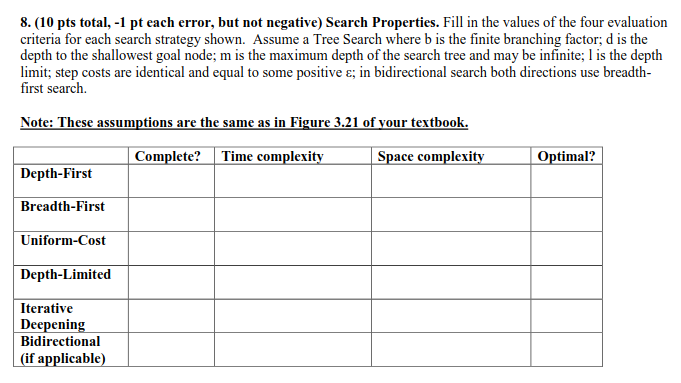 8. (10 pts total, -1 pt each error, but not negative) Search Properties. Fill in the values of the four evaluation
criteria for each search strategy shown. Assume a Tree Search where b is the finite branching factor; d is the
depth to the shallowest goal node; m is the maximum depth of the search tree and may be infinite; l is the depth
limit; step costs are identical and equal to some positive ε; in bidirectional search both directions use breadth-
first search.
Note: These assumptions are the same as in Figure 3.21 of your textbook.
Complete? Time complexity Space complexity Optimal?
Depth-First
Breadth-First
Uniform-Cost
Depth-Limited
Iterative
Deepening
Bidirectional
(if applicable)